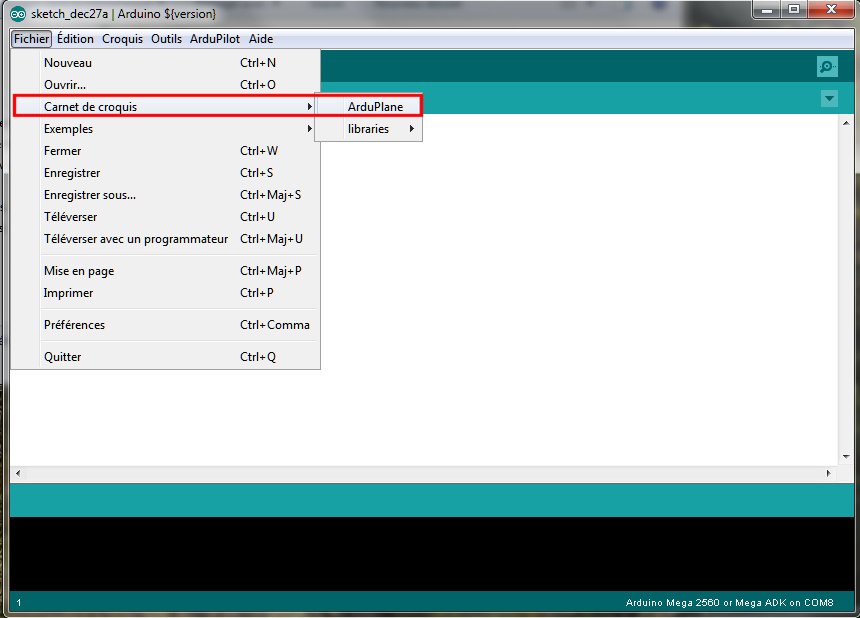 sketch_dec27a | Arduino ${version}
Fichier Édition Croquis Outils ArduPilot Aide
Nouveau Ctrl+N
Ouvrir... Ctrl+O
Carnet de croquis ArduPlane
Exemples libraries
Fermer Ctrl+W
Enregistrer Ctrl+S
Enregistrer sous... Ctrl+Maj+S
Téléverser Ctrl+U
Téléverser avec un programmateur Ctrl+Maj+U
Mise en page Ctrl+Maj+P
Imprimer Ctrl+P
Préférences Ctrl+Comma
Quitter Ctrl+Q
1 Arduino Mega 2560 or Mega ADK on COM8